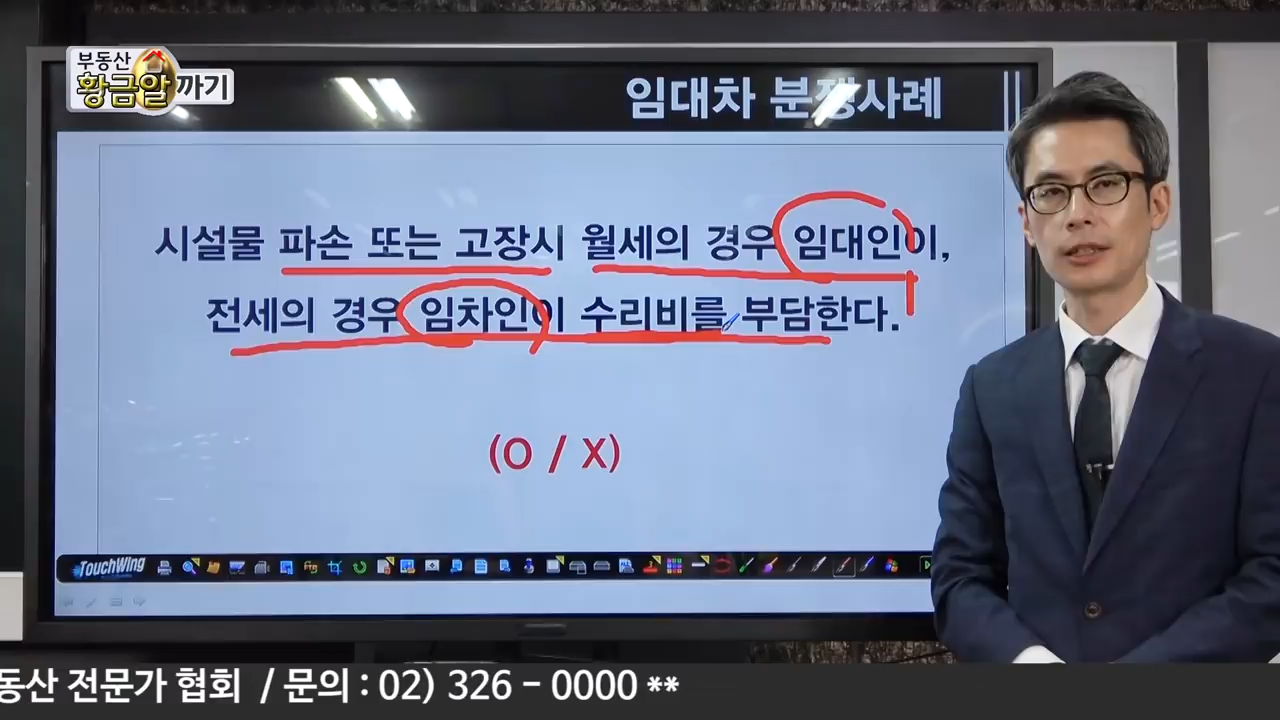 부동산
황금알까기
임대차 분쟁사례
시설물 파손 또는 고장시 월세의 경우 임대인이,
전세의 경우 임차인이 수리비를 부담한다.
(O / X)
TouchWing
동산 전문가 협회 / 문의 : 02) 326 - 0000 **